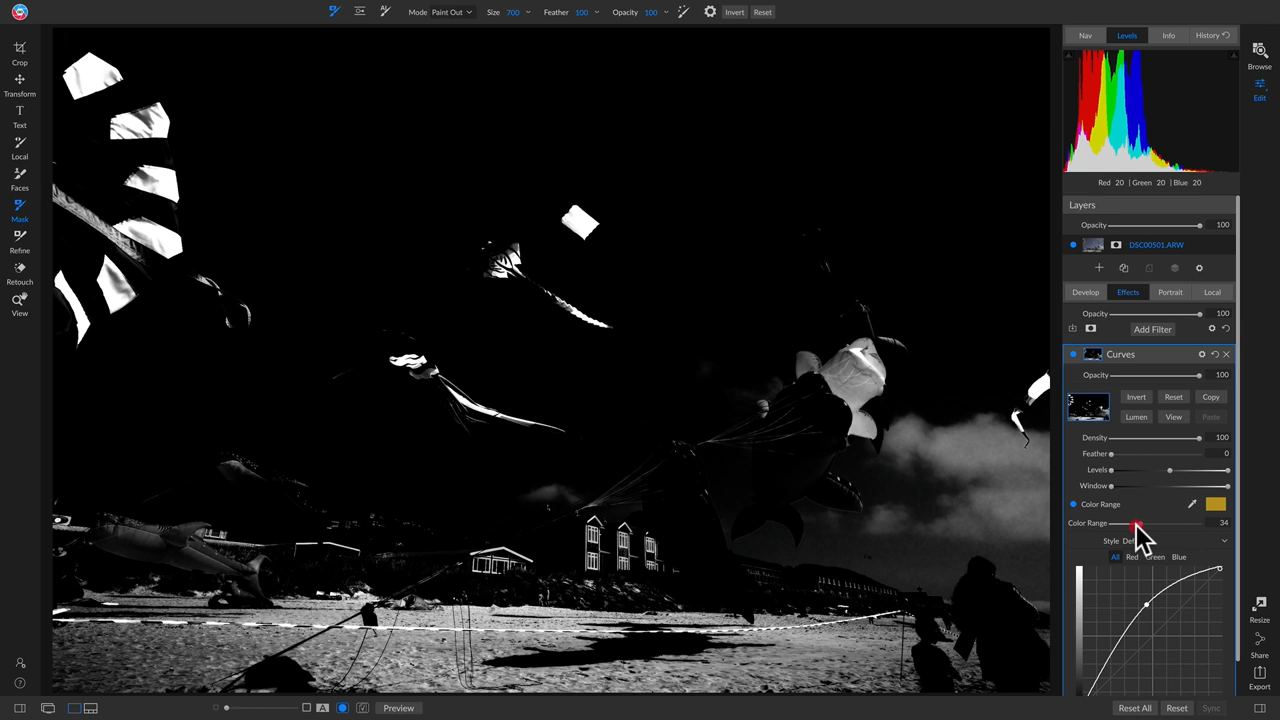 Mode Paint Out Size 700 Feather 100 Opacity 100 Invert Reset
Crop
Transform
Text
Local
Faces
Mask
Refine
Retouch
View
Nav Levels Info History
Red 20 | Green 20 | Blue 20
Layers
Opacity 100
DSC00501.ARW
Develop Effects Portrait Local
Opacity 100
Add Filter
Curves
Opacity 100
Invert Reset Copy
Lumen View Paste
Density 100
Feather 0
Levels
Window
Color Range
Color Range 34
Style
All Red Green Blue
Browse
Edit
Resize
Share
Export
A Preview
Reset All Reset Sync